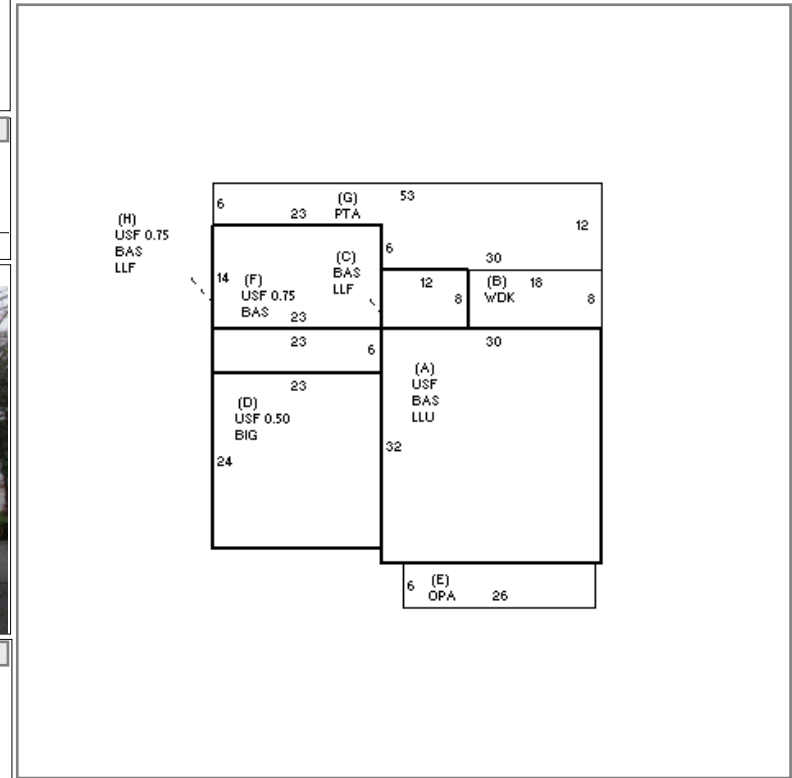 6
(G)
PTA
53
23
12
(H)
USF 0.75
BAS
LLF
6
30
(C)
BAS
LLF
14
(F)
USF 0.75
BAS
23
12
8
(B)
WDK
18
8
23
6
30
23
(A)
USF
BAS
LLU
(D)
USF 0.50
BIG
24
32
6
(E)
OPA
26